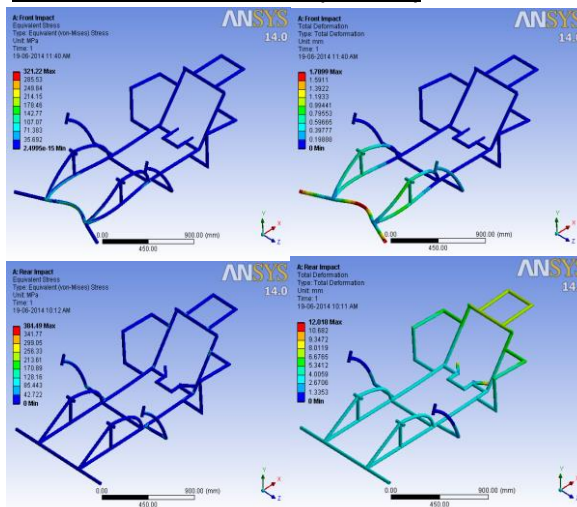 A: Front Impact
Equivalent Stress
Type: Equivalent (von-Mises) Stress
Unit: MPa
Time: 1
19-06-2014 11:40 AM
321.22 Max
285.53
249.84
214.15
178.46
142.77
107.07
71.383
35.692
2.4995e-15 Min
ANSYS
14.0
0.00
900.00 (mm)
450.00
Y
X
Z
A: Front Impact
Total Deformation
Type: Total Deformation
Unit: mm
Time: 1
19-06-2014 11:40 AM
1.7899 Max
1.5911
1.3922
1.1933
0.99441
0.79553
0.59665
0.39777
0.19888
0 Min
ANSYS
14.0
0.00
900.00 (mm)
450.00
Y
X
Z
A: Rear Impact
Equivalent Stress
Type: Equivalent (von-Mises) Stress
Unit: MPa
Time: 1
19-06-2014 10:12 AM
384.49 Max
341.77
299.05
256.33
213.61
170.89
128.16
85.443
42.722
0 Min
ANSYS
14.0
0.00
900.00 (mm)
450.00
Y
X
Z
A: Rear Impact
Total Deformation
Type: Total Deformation
Unit: mm
Time: 1
19-06-2014 10:11 AM
12.018 Max
10.682
9.3472
8.0119
6.6765
5.3412
4.0059
2.6706
1.3353
0 Min
ANSYS
14.0
0.00
900.00 (mm)
450.00
Y
X
Z